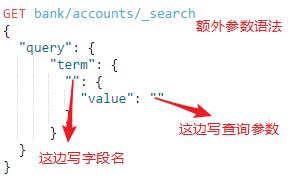 GET bank/accounts/_search
额外参数语法
{
"query": {
"term": {
"": {
"value": ""
}
这边写查询参数
}
这边写字段名
}
}